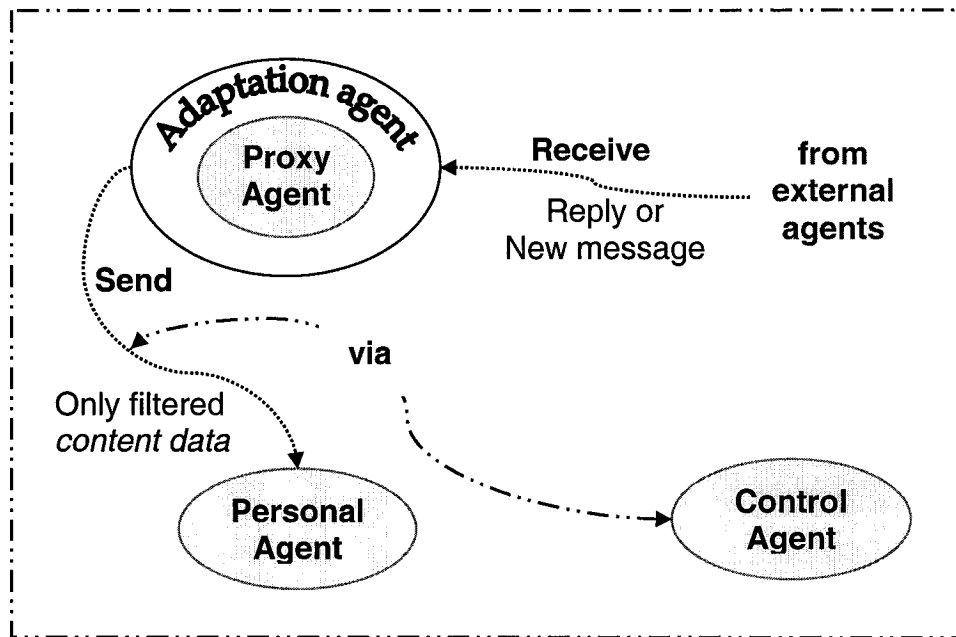 Adaptation agent
Proxy
Agent
Receive
Reply or
New message
from
external
agents
Send
via
Only filtered
content data
Personal
Agent
Control
Agent